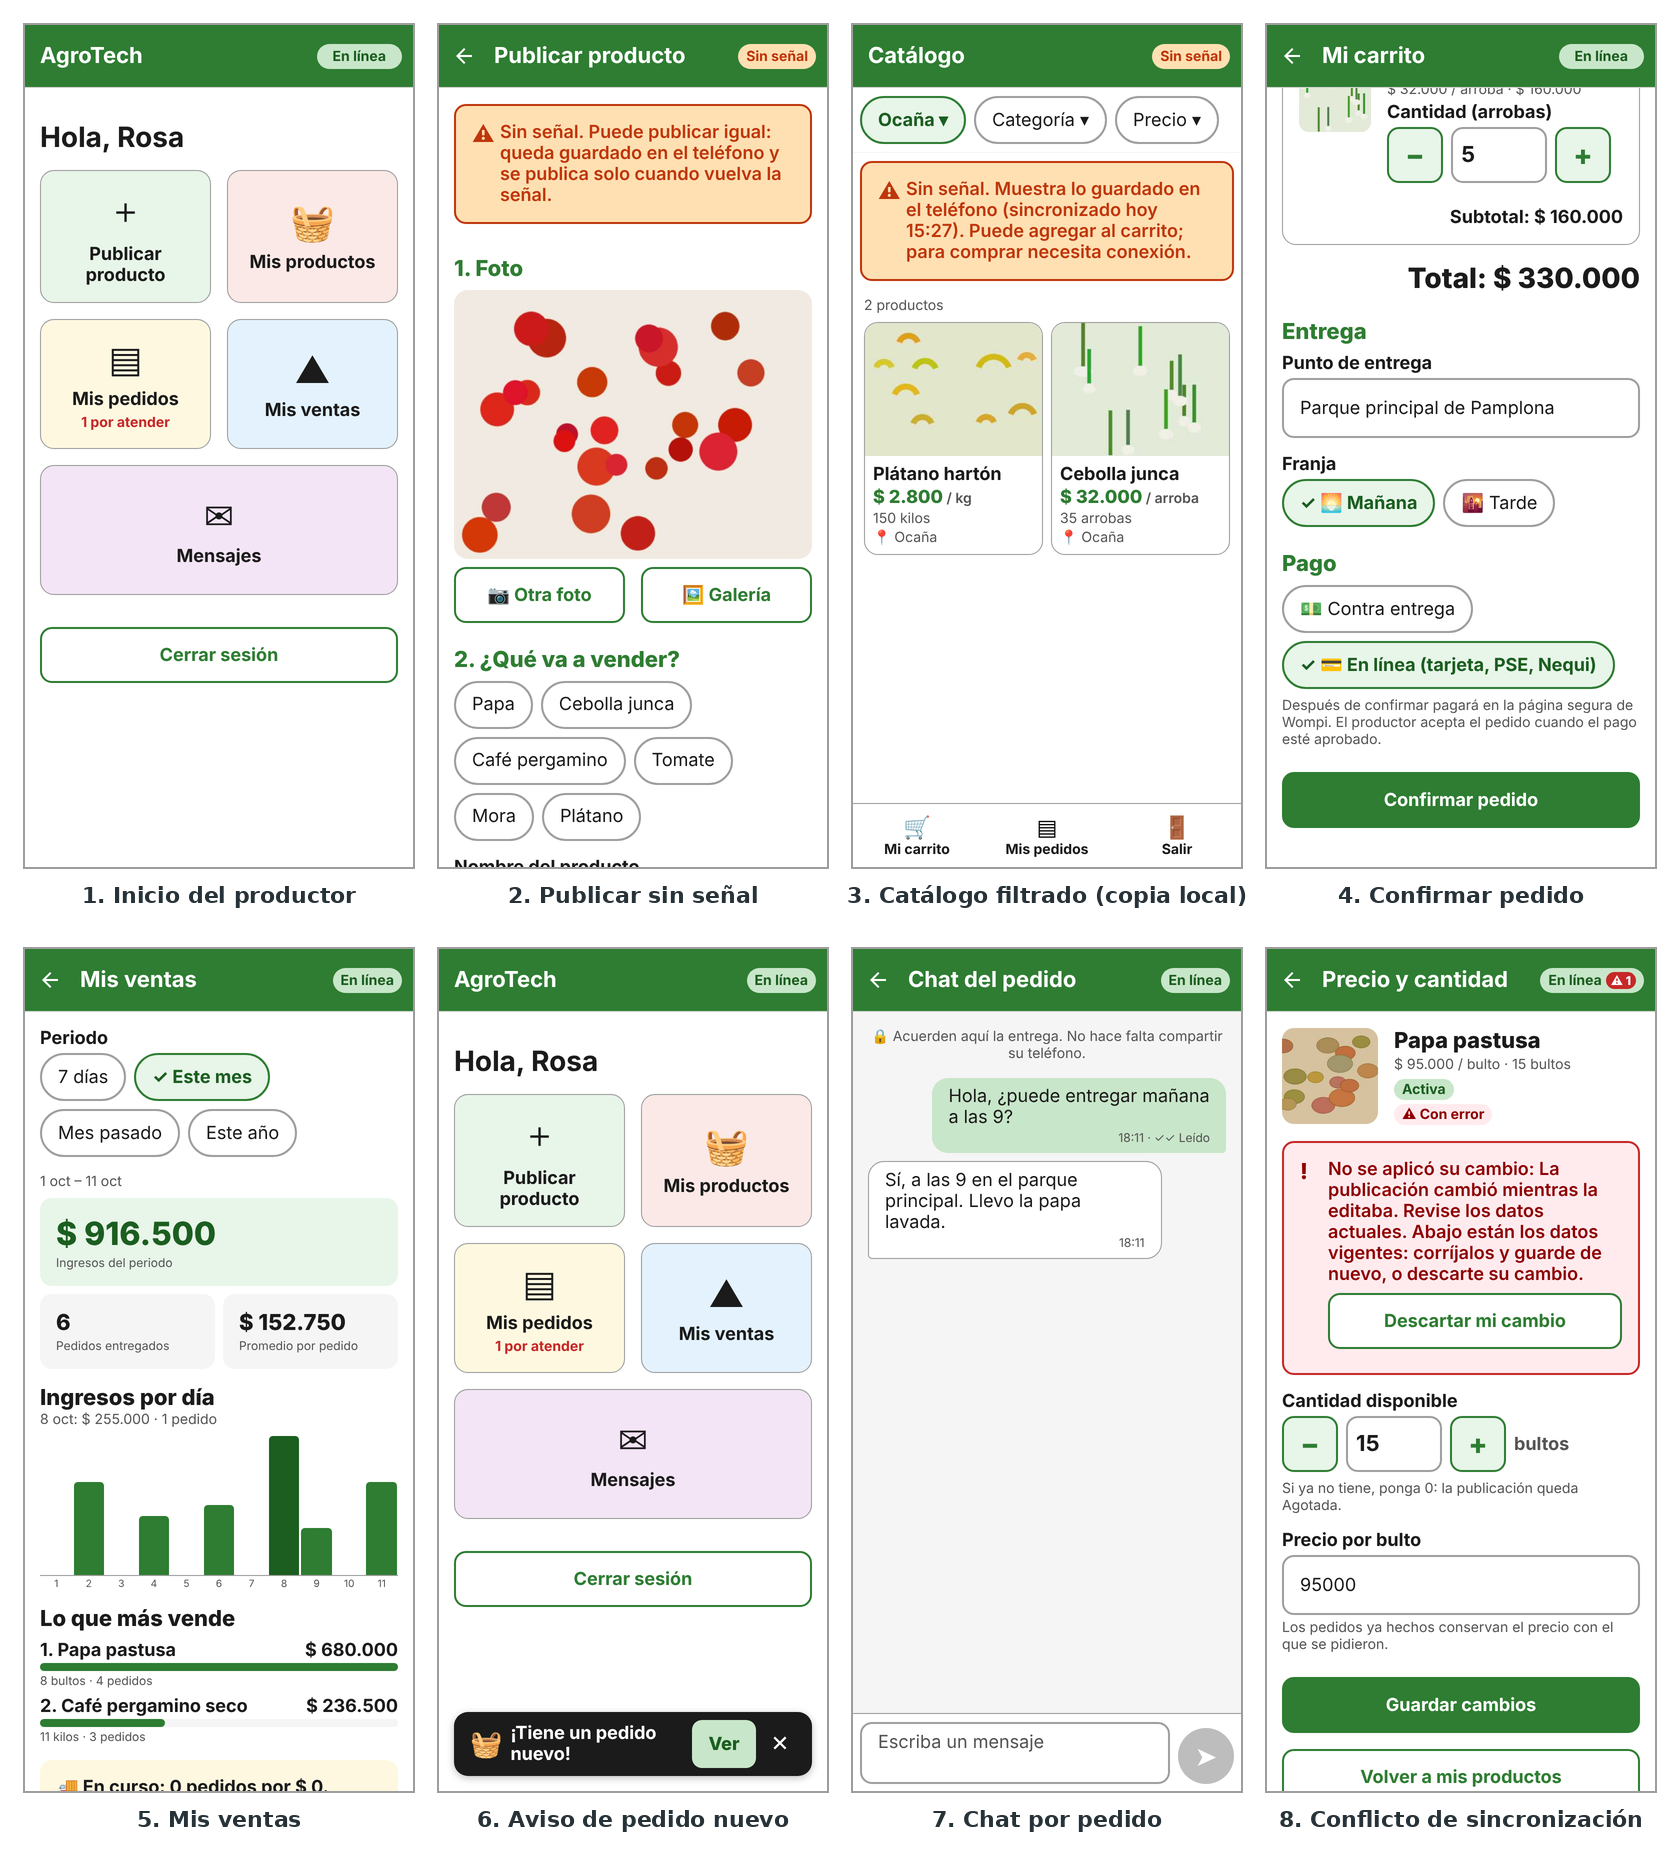 AgroTech
En línea
Hola, Rosa
Publicar
producto
Mis productos
Mis pedidos
1 por atender
Mis ventas
Mensajes
Cerrar sesión
1. Inicio del productor
← Publicar producto
Sin señal
Sin señal. Puede publicar igual:
queda guardado en el teléfono y
se publica solo cuando vuelva la
señal.
1. Foto
Otra foto
Galería
2. ¿Qué va a vender?
Papa
Cebolla junca
Café pergamino
Tomate
Mora
Plátano
Nombre del producto
2. Publicar sin señal
Catálogo
Sin señal
Ocaña ▾
Categoría ▾
Precio ▾
Sin señal. Muestra lo guardado en
el teléfono (sincronizado hoy
15:27). Puede agregar al carrito;
para comprar necesita conexión.
2 productos
Plátano hartón
$ 2.800 / kg
150 kilos
Ocaña
Cebolla junca
$ 32.000 / arroba
35 arrobas
Ocaña
Mi carrito
Mis pedidos
Salir
3. Catálogo filtrado (copia local)
← Mi carrito
En línea
$ 32.000 / arroba · $ 160.000
Cantidad (arrobas)
− 5 +
Subtotal: $ 160.000
Total: $ 330.000
Entrega
Punto de entrega
Parque principal de Pamplona
Franja
✓ Mañana
Tarde
Pago
Contra entrega
✓ En línea (tarjeta, PSE, Nequi)
Después de confirmar pagará en la página segura de
Wompi. El productor acepta el pedido cuando el pago
esté aprobado.
Confirmar pedido
4. Confirmar pedido
← Mis ventas
En línea
Periodo
7 días
✓ Este mes
Mes pasado
Este año
1 oct – 11 oct
$ 916.500
Ingresos del periodo
6
Pedidos entregados
$ 152.750
Promedio por pedido
Ingresos por día
8 oct: $ 255.000 · 1 pedido
1 2 3 4 5 6 7 8 9 10 11
Lo que más vende
1. Papa pastusa $ 680.000
8 bultos · 4 pedidos
2. Café pergamino seco $ 236.500
11 kilos · 3 pedidos
En curso: 0 pedidos por $ 0.
5. Mis ventas
AgroTech
En línea
Hola, Rosa
Publicar
producto
Mis productos
Mis pedidos
1 por atender
Mis ventas
Mensajes
Cerrar sesión
¡Tiene un pedido
nuevo!
Ver
✕
6. Aviso de pedido nuevo
← Chat del pedido
En línea
Acuerden aquí la entrega. No hace falta compartir
su teléfono.
Hola, ¿puede entregar mañana
a las 9?
18:11 · ✓✓ Leído
Sí, a las 9 en el parque
principal. Llevo la papa
lavada.
18:11
Escriba un mensaje
7. Chat por pedido
← Precio y cantidad
En línea ⚠ 1
Papa pastusa
$ 95.000 / bulto · 15 bultos
Activa
⚠ Con error
! No se aplicó su cambio: La
publicación cambió mientras la
editaba. Revise los datos
actuales. Abajo están los datos
vigentes: corríjalos y guarde de
nuevo, o descarte su cambio.
Descartar mi cambio
Cantidad disponible
− 15 + bultos
Si ya no tiene, ponga 0: la publicación queda
Agotada.
Precio por bulto
95000
Los pedidos ya hechos conservan el precio con el
que se pidieron.
Guardar cambios
Volver a mis productos
8. Conflicto de sincronización